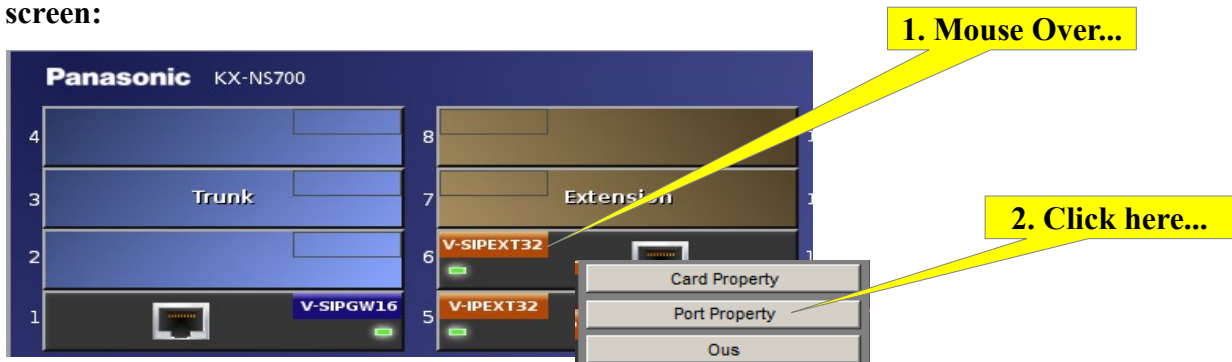 screen:
1. Mouse Over...
Panasonic KX-NS700
4
8
3
Trunk
7
Extension
2. Click here...
2
6
V-SIPEXT32
Card Property
1
V-SIPGW16
5
V-IPEXT32
Port Property
Ous